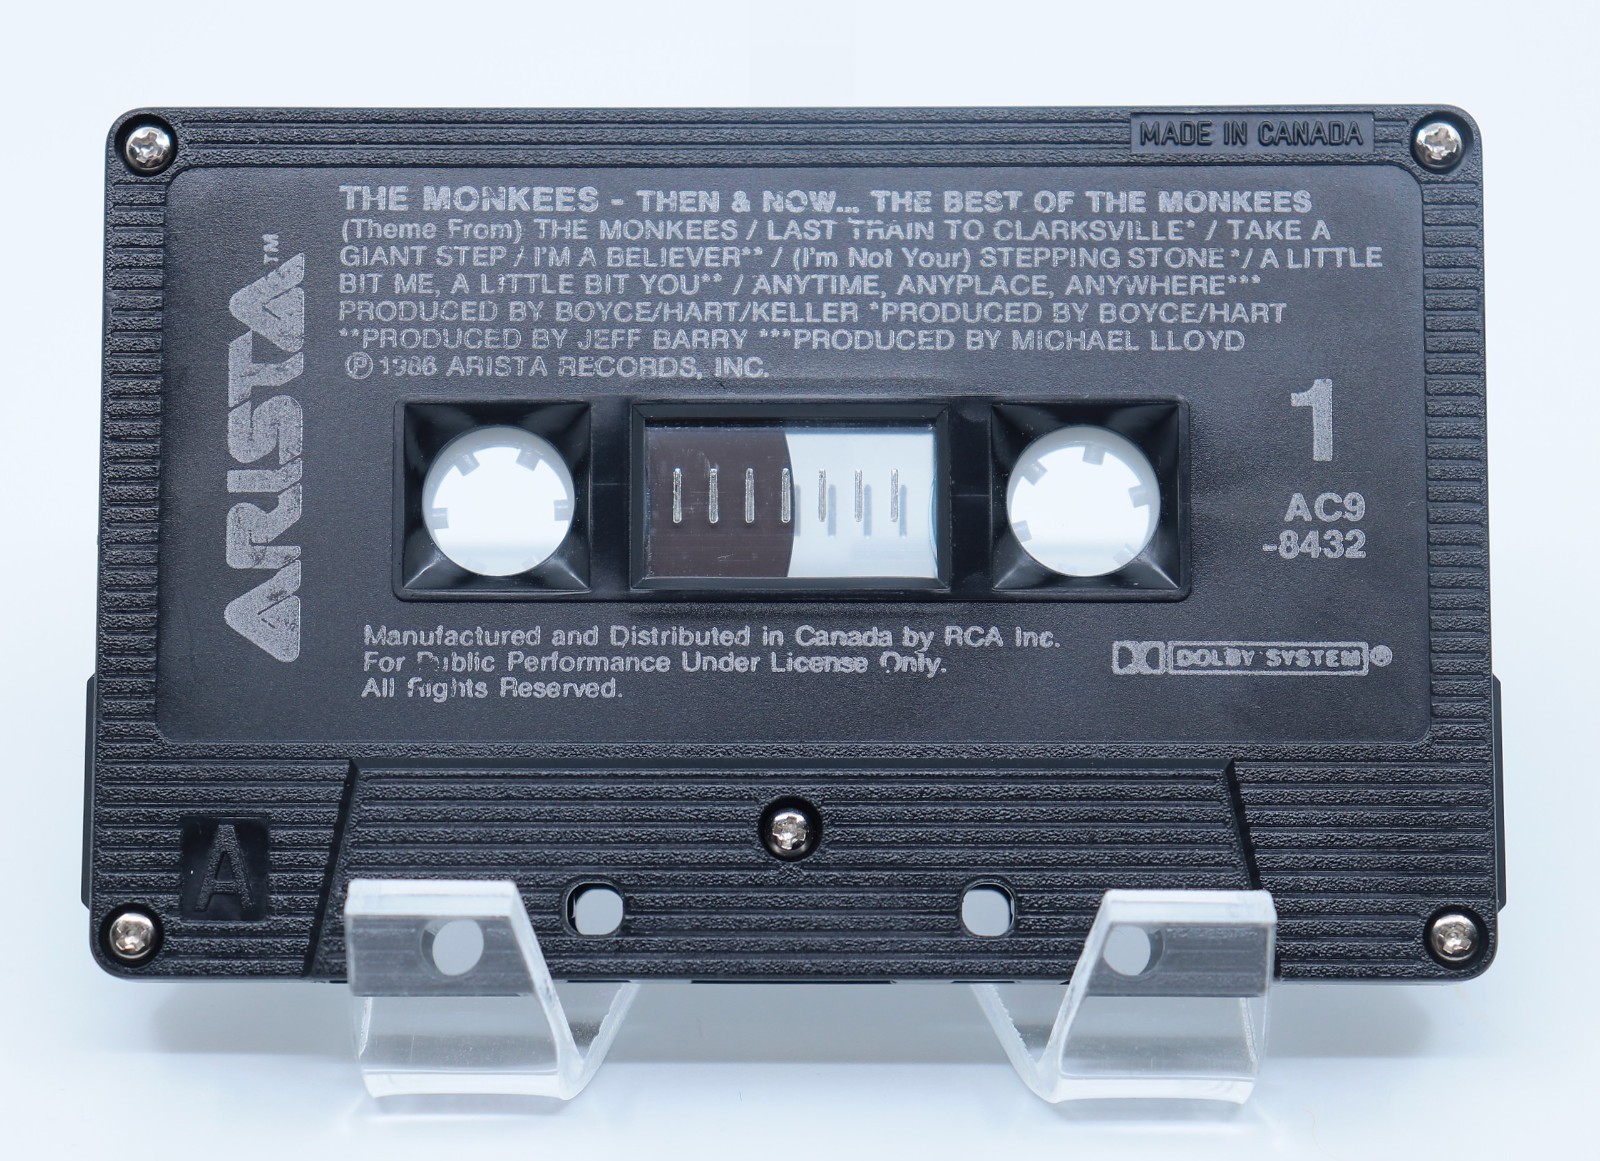 MADE IN CANADA
THE MONKEES - THEN & NOW... THE BEST OF THE MONKEES
(Theme From) THE MONKEES / LAST TRAIN TO CLARKSVILLE* / TAKE A
GIANT STEP / I'M A BELIEVER** / (I'm Not Your) STEPPING STONE */ A LITTLE
BIT ME, A LITTLE BIT YOU** / ANYTIME, ANYPLACE, ANYWHERE***
PRODUCED BY BOYCE/HART/KELLER *PRODUCED BY BOYCE/HART
**PRODUCED BY JEFF BARRY ***PRODUCED BY MICHAEL LLOYD
℗ 1986 ARISTA RECORDS, INC.
ARISTA™
1
AC9
-8432
Manufactured and Distributed in Canada by RCA Inc.
For Public Performance Under License Only.
All Rights Reserved.
DOLBY SYSTEM®
A